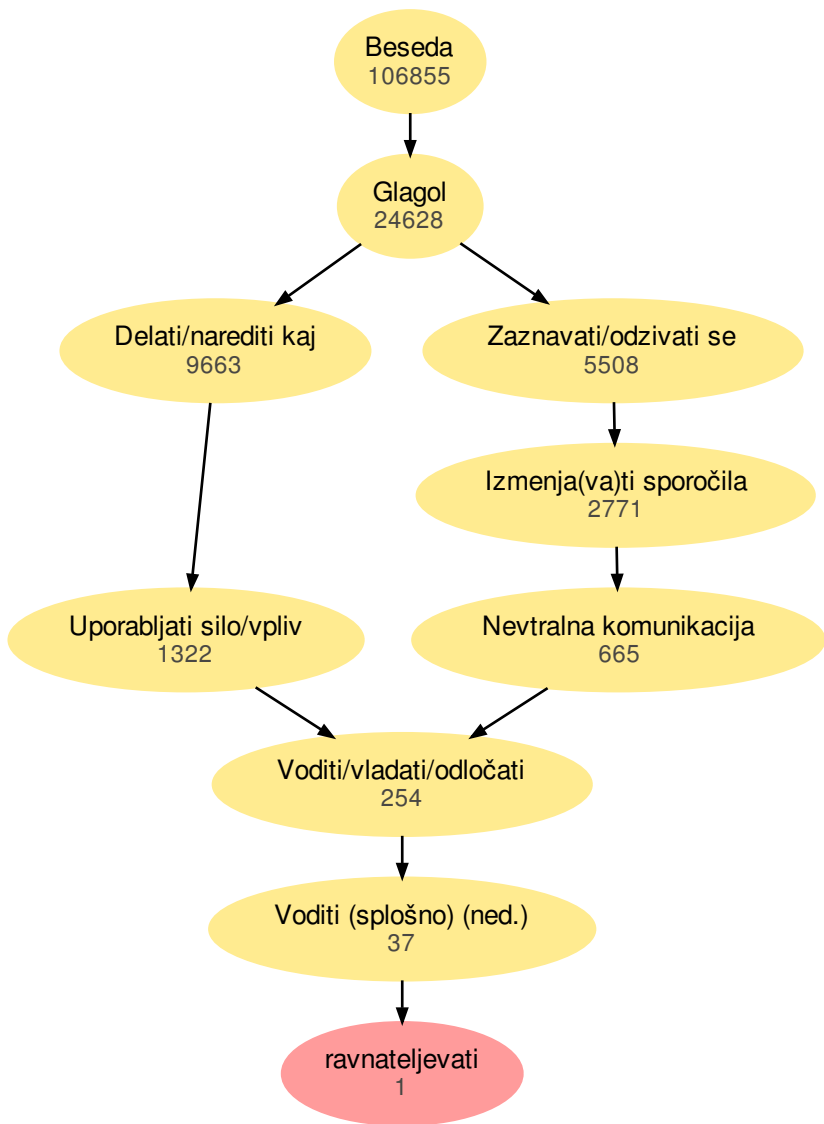 Beseda
106855
Glagol
24628
Delati/narediti kaj
9663
Zaznavati/odzivati se
5508
Izmenja(va)ti sporočila
2771
Uporabljati silo/vpliv
1322
Nevtralna komunikacija
665
Voditi/vladati/odločati
254
Voditi (splošno) (ned.)
37
ravnateljevati
1